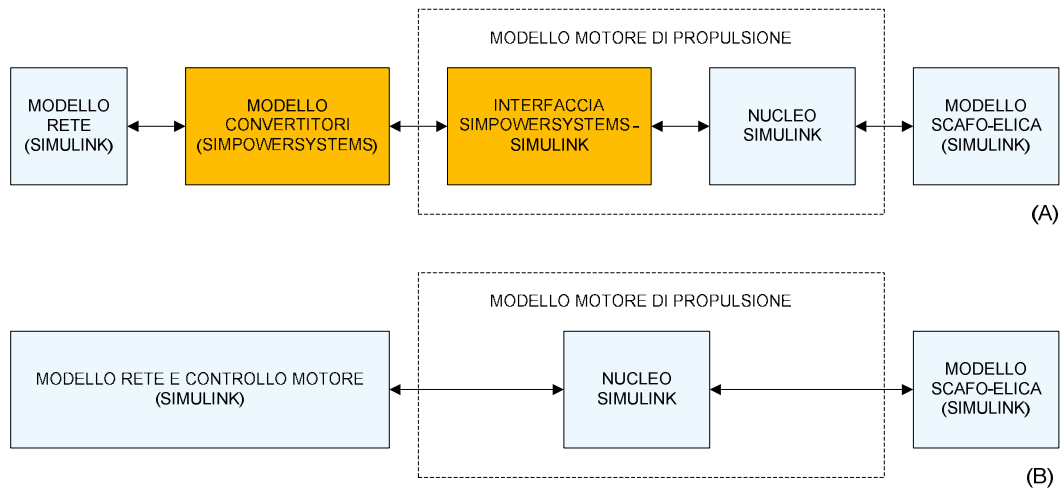 MODELLO MOTORE DI PROPULSIONE
MODELLO
RETE
(SIMULINK)
MODELLO
CONVERTITORI
(SIMPOWERSYSTEMS)
INTERFACCIA
SIMPOWERSYSTEMS-
SIMULINK
NUCLEO
SIMULINK
MODELLO
SCAFO-ELICA
(SIMULINK)
(A)
MODELLO MOTORE DI PROPULSIONE
MODELLO RETE E CONTROLLO MOTORE
(SIMULINK)
NUCLEO
SIMULINK
MODELLO
SCAFO-ELICA
(SIMULINK)
(B)